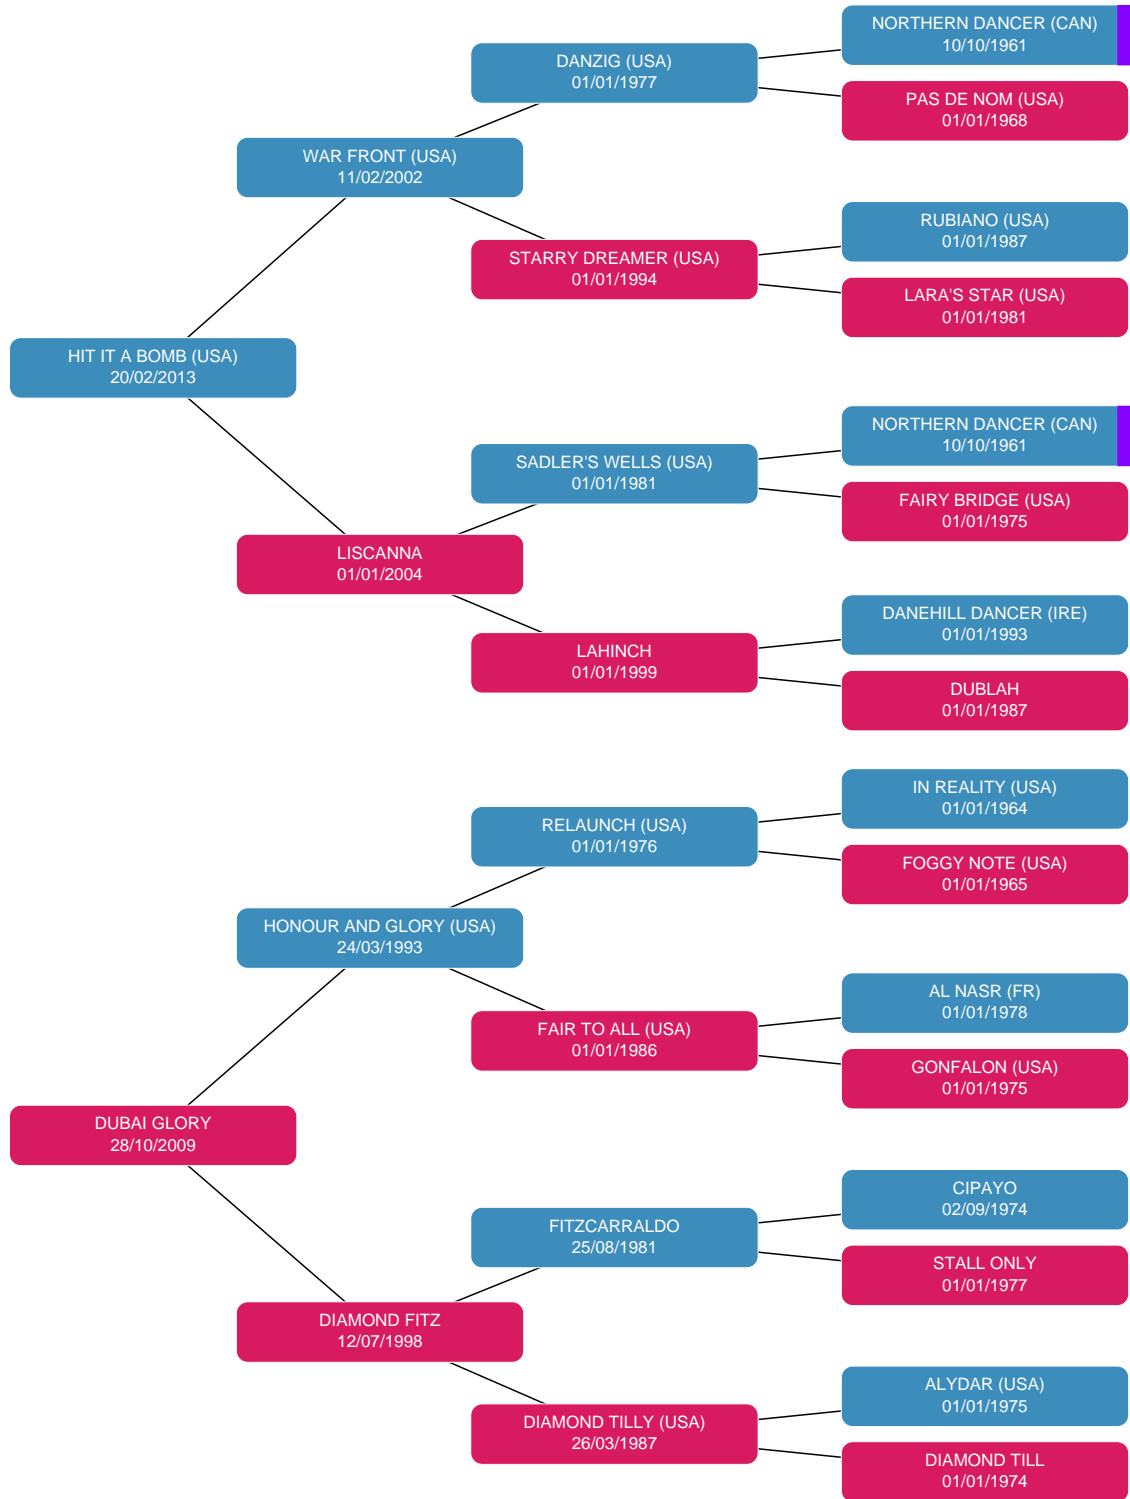 NORTHERN DANCER (CAN)
10/10/1961
DANZIG (USA)
01/01/1977
PAS DE NOM (USA)
01/01/1968
WAR FRONT (USA)
11/02/2002
RUBIANO (USA)
01/01/1987
STARRY DREAMER (USA)
01/01/1994
LARA'S STAR (USA)
01/01/1981
HIT IT A BOMB (USA)
20/02/2013
NORTHERN DANCER (CAN)
10/10/1961
SADLER'S WELLS (USA)
01/01/1981
FAIRY BRIDGE (USA)
01/01/1975
LISCANNA
01/01/2004
DANEHILL DANCER (IRE)
01/01/1993
LAHINCH
01/01/1999
DUBLAH
01/01/1987
IN REALITY (USA)
01/01/1964
RELAUNCH (USA)
01/01/1976
FOGGY NOTE (USA)
01/01/1965
HONOUR AND GLORY (USA)
24/03/1993
AL NASR (FR)
01/01/1978
FAIR TO ALL (USA)
01/01/1986
GONFALON (USA)
01/01/1975
DUBAI GLORY
28/10/2009
CIPAYO
02/09/1974
FITZCARRALDO
25/08/1981
STALL ONLY
01/01/1977
DIAMOND FITZ
12/07/1998
ALYDAR (USA)
01/01/1975
DIAMOND TILLY (USA)
26/03/1987
DIAMOND TILL
01/01/1974